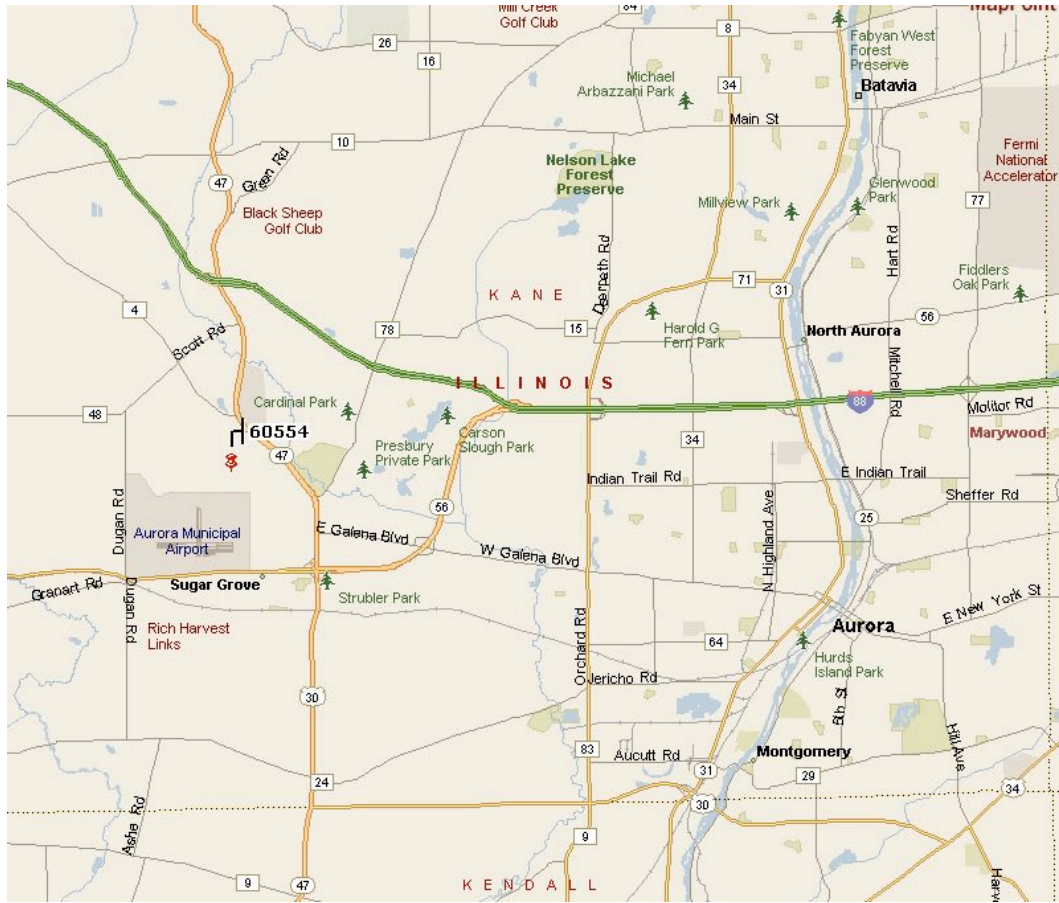 Mill Creek
Golf Club
84
MapPoint
8
Fabyan West
Forest
Preserve
26
16
Michael
Arbazzani Park
34
Batavia
Main St
10
Nelson Lake
Forest
Preserve
Fermi
National
Accelerator
Green Rd
47
Glenwood
Park
Millview Park
77
Black Sheep
Golf Club
Hart Rd
Derpath Rd
Fiddlers
Oak Park
71
31
KANE
4
78
15
Harold G
Fern Park
56
Scott Rd
North Aurora
Mitchell Rd
ILLINOIS
88
48
Cardinal Park
Molitor Rd
60554
Carson
Slough Park
34
Marywood
47
Presbury
Private Park
Indian Trail Rd
E Indian Trail
Sheffer Rd
56
Dugan Rd
N Highland Ave
25
Aurora Municipal
Airport
E Galena Blvd
W Galena Blvd
Granart Rd
Sugar Grove
Dugan Rd
Strubler Park
E New York St
Rich Harvest
Links
Orchard Rd
64
Aurora
Hurds
Island Park
Jericho Rd
30
5th St
Hill Ave
83
Aucutt Rd
Montgomery
31
29
24
30
34
Ashe Rd
9
9
47
KENDALL